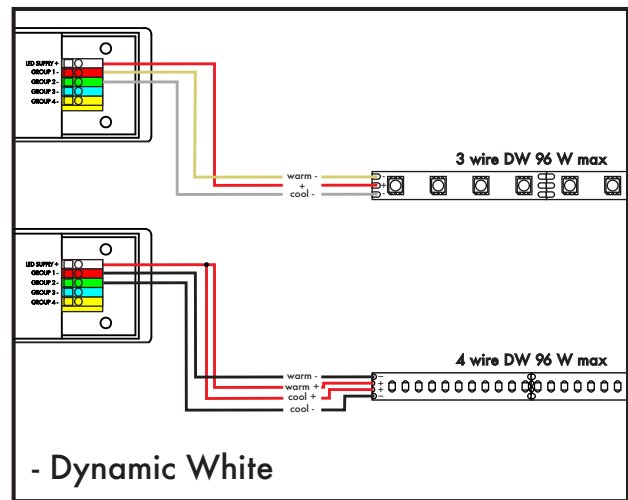 LED SUPPLY +
GROUP 1 -
GROUP 2 -
GROUP 3 -
GROUP 4 -
3 wire DW 96 W max
warm -
+
cool -
-
+
-
LED SUPPLY +
GROUP 1 -
GROUP 2 -
GROUP 3 -
GROUP 4 -
4 wire DW 96 W max
warm -
warm +
cool +
cool -
-
+
+
-
- Dynamic White